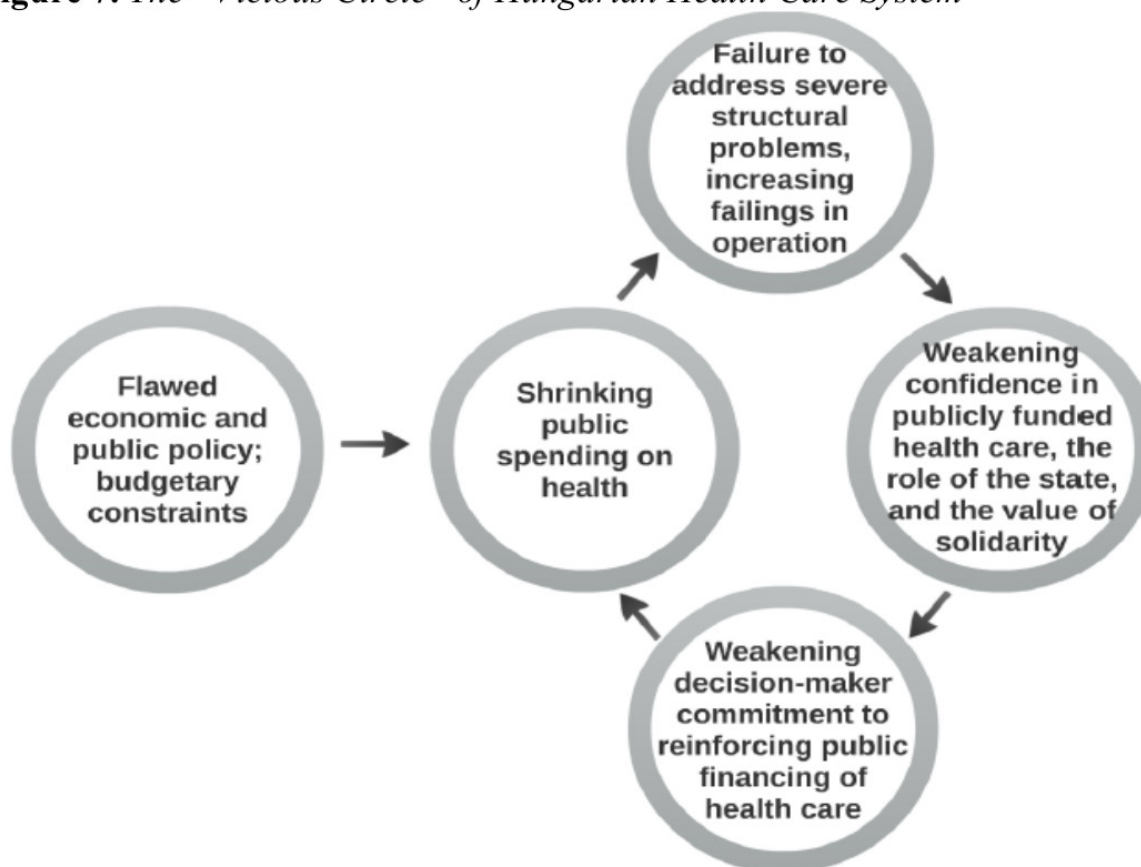 The "Vicious Circle" of Hungarian Health Care System
Failure to
address severe
structural
problems,
increasing
failings in
operation
Flawed
economic and
public policy;
budgetary
constraints
Shrinking
public
spending on
health
Weakening
confidence in
publicly funded
health care, the
role of the state,
and the value of
solidarity
Weakening
decision-maker
commitment to
reinforcing public
financing of
health care